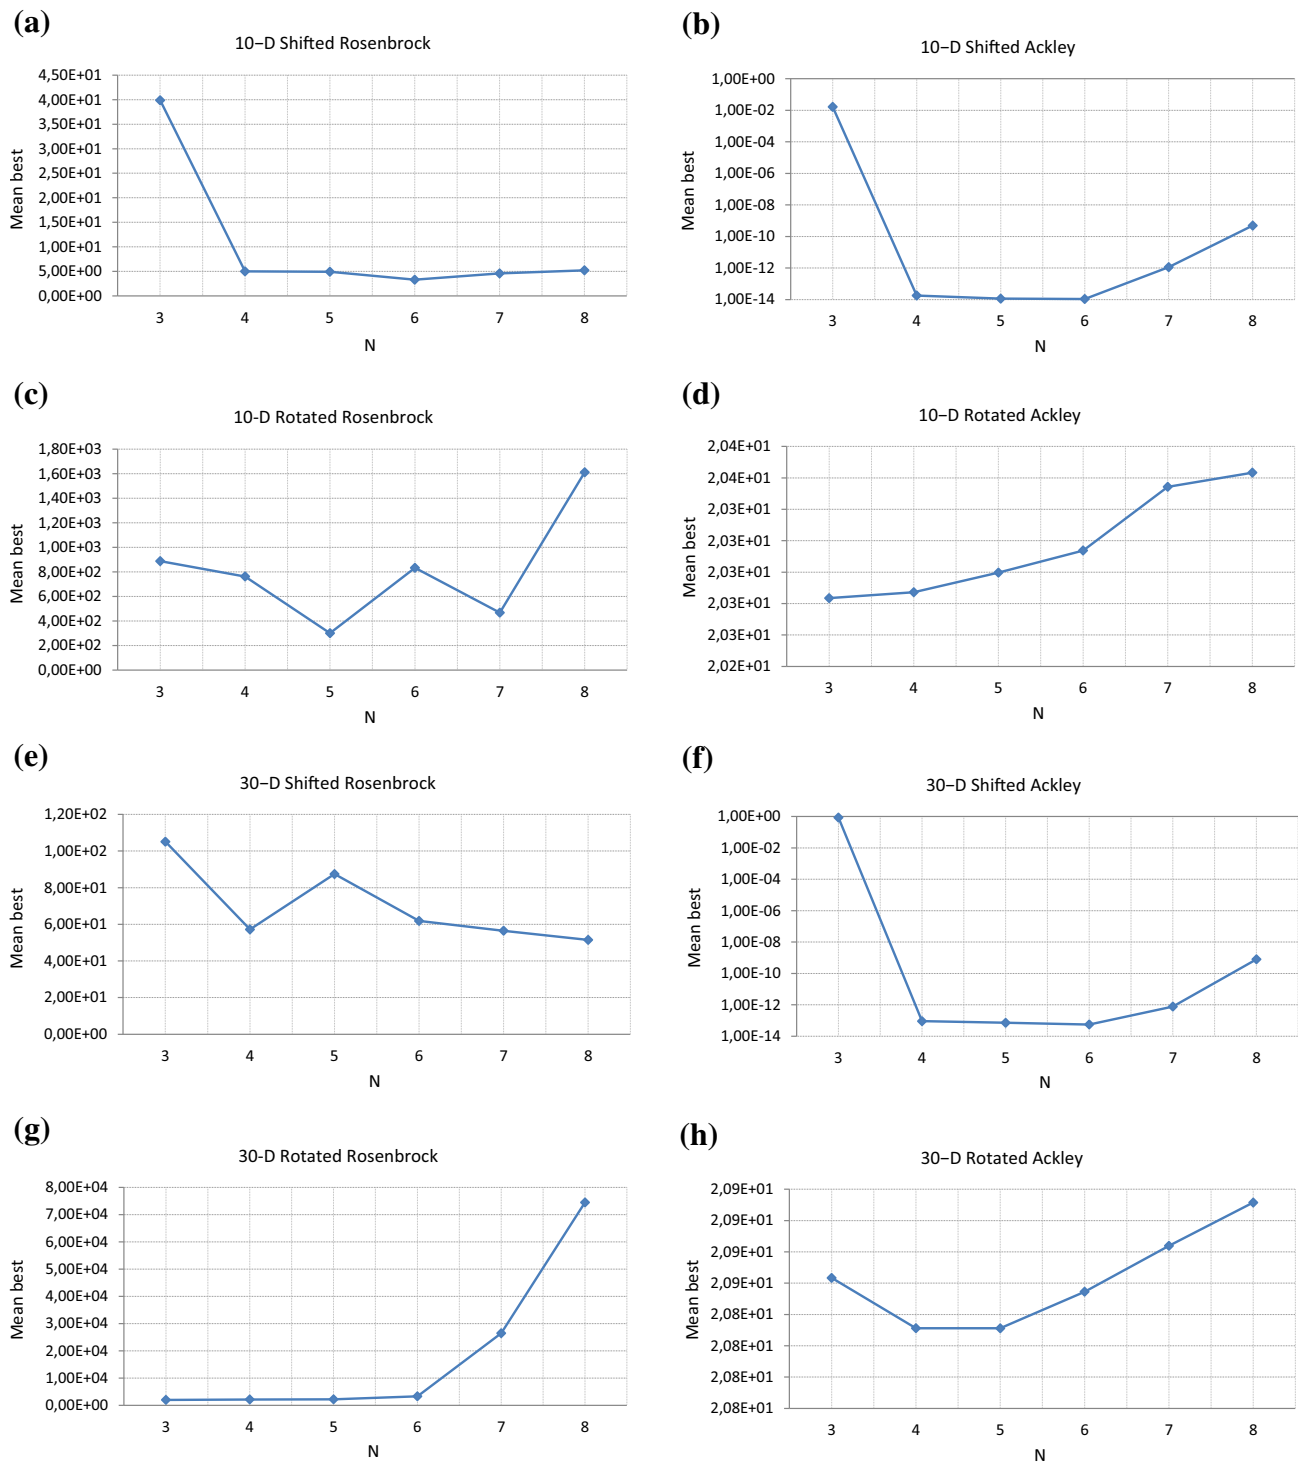 (a)
10−D Shifted Rosenbrock
4,50E+01
4,00E+01
3,50E+01
3,00E+01
2,50E+01
2,00E+01
1,50E+01
1,00E+01
5,00E+00
0,00E+00
Mean best
3 4 5 6 7 8
N
(b)
10−D Shifted Ackley
1,00E+00
1,00E-02
1,00E-04
1,00E-06
1,00E-08
1,00E-10
1,00E-12
1,00E-14
Mean best
3 4 5 6 7 8
N
(c)
10-D Rotated Rosenbrock
1,80E+03
1,60E+03
1,40E+03
1,20E+03
1,00E+03
8,00E+02
6,00E+02
4,00E+02
2,00E+02
0,00E+00
Mean best
3 4 5 6 7 8
N
(d)
10−D Rotated Ackley
2,04E+01
2,04E+01
2,03E+01
2,03E+01
2,03E+01
2,03E+01
2,03E+01
2,02E+01
Mean best
3 4 5 6 7 8
N
(e)
30−D Shifted Rosenbrock
1,20E+02
1,00E+02
8,00E+01
6,00E+01
4,00E+01
2,00E+01
0,00E+00
Mean best
3 4 5 6 7 8
N
(f)
30−D Shifted Ackley
1,00E+00
1,00E-02
1,00E-04
1,00E-06
1,00E-08
1,00E-10
1,00E-12
1,00E-14
Mean best
3 4 5 6 7 8
N
(g)
30-D Rotated Rosenbrock
8,00E+04
7,00E+04
6,00E+04
5,00E+04
4,00E+04
3,00E+04
2,00E+04
1,00E+04
0,00E+00
Mean best
3 4 5 6 7 8
N
(h)
30−D Rotated Ackley
2,09E+01
2,09E+01
2,09E+01
2,09E+01
2,08E+01
2,08E+01
2,08E+01
2,08E+01
Mean best
3 4 5 6 7 8
N